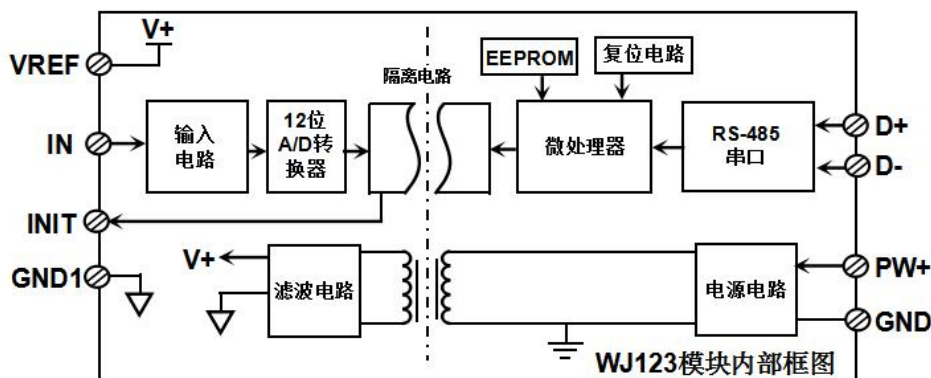 V+
VREF
隔离电路
EEPROM
复位电路
IN
输入
电路
12位
A/D转
换器
微处理器
RS-485
串口
D+
D-
INIT
GND1
V+
滤波电路
电源电路
PW+
GND
WJ123模块内部框图